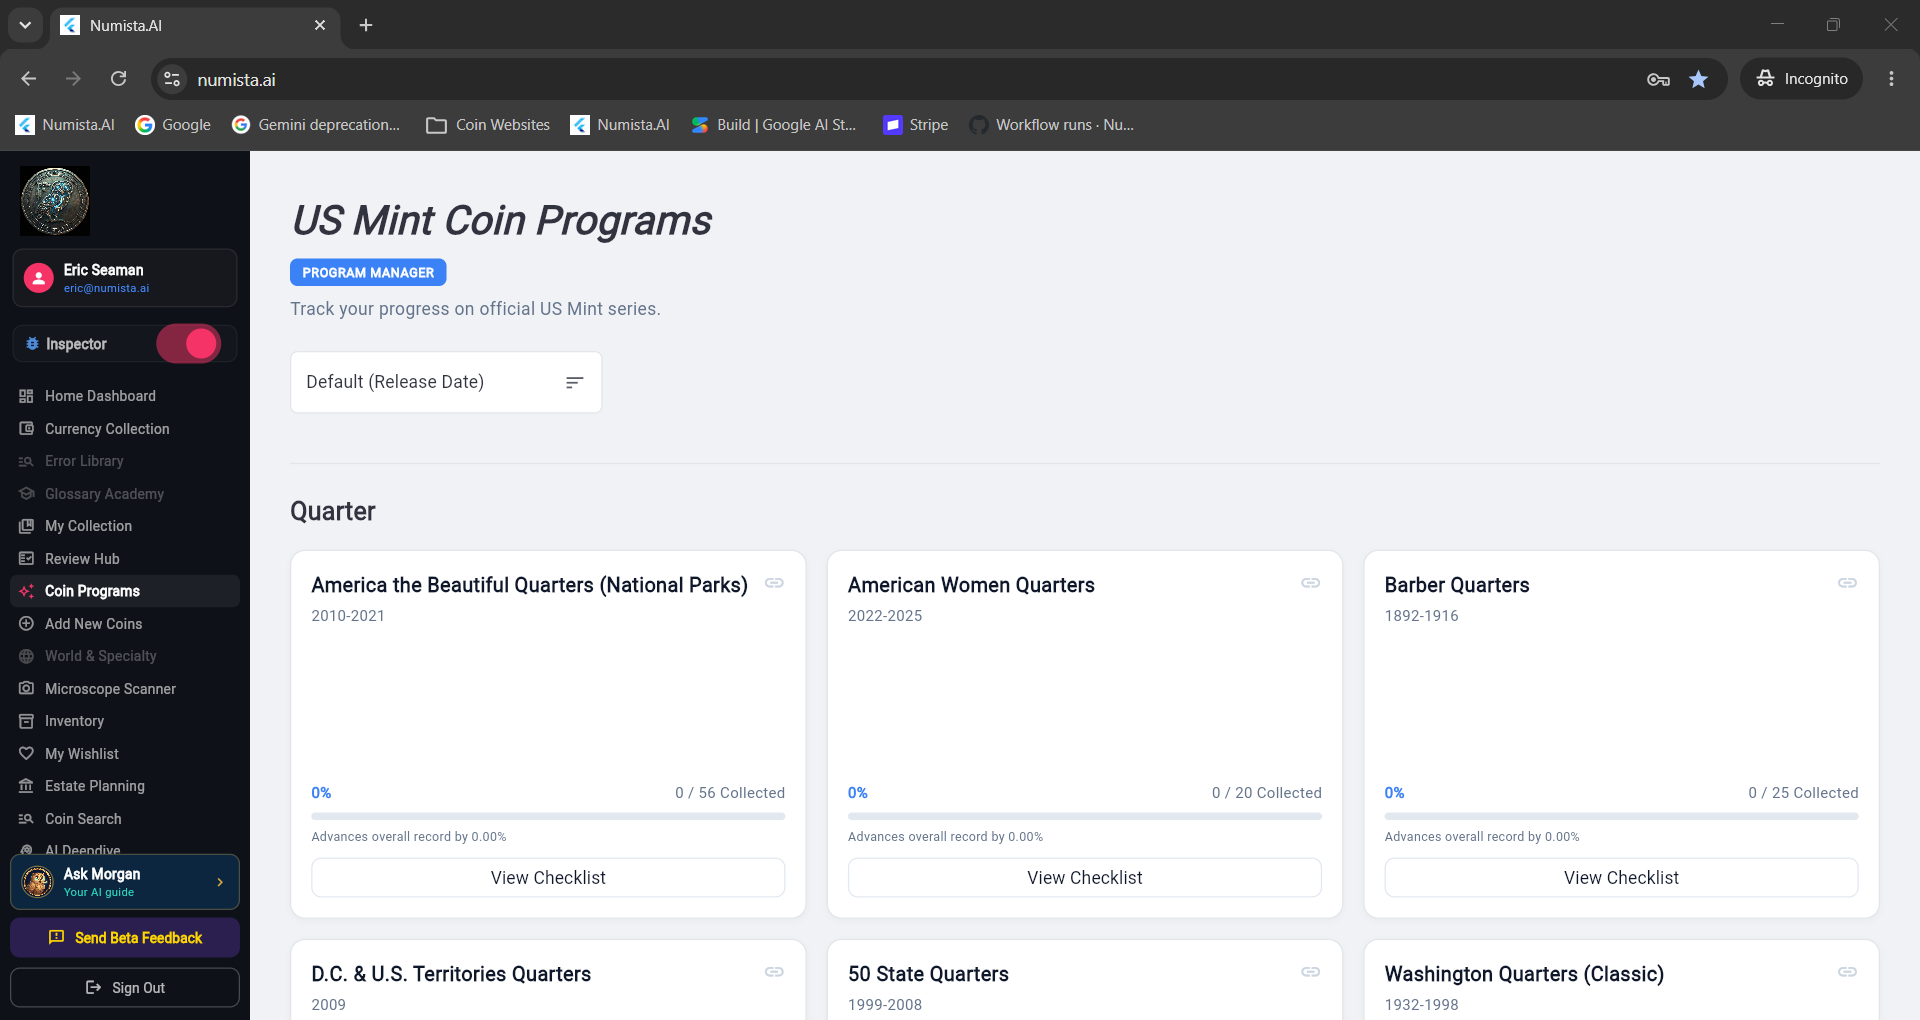 Numista.AI
numista.ai
Incognito
Numista.AI
Google
Gemini deprecation...
Coin Websites
Numista.AI
Build | Google AI St...
Stripe
Workflow runs · Nu...
Eric Seaman
eric@numista.ai
Inspector
Home Dashboard
Currency Collection
Error Library
Glossary Academy
My Collection
Review Hub
Coin Programs
Add New Coins
World & Specialty
Microscope Scanner
Inventory
My Wishlist
Estate Planning
Coin Search
AI Deepdive
Ask Morgan
Your AI guide
Send Beta Feedback
Sign Out
US Mint Coin Programs
PROGRAM MANAGER
Track your progress on official US Mint series.
Default (Release Date)
Quarter
America the Beautiful Quarters (National Parks)
2010-2021
0%
0 / 56 Collected
Advances overall record by 0.00%
View Checklist
American Women Quarters
2022-2025
0%
0 / 20 Collected
Advances overall record by 0.00%
View Checklist
Barber Quarters
1892-1916
0%
0 / 25 Collected
Advances overall record by 0.00%
View Checklist
D.C. & U.S. Territories Quarters
2009
50 State Quarters
1999-2008
Washington Quarters (Classic)
1932-1998